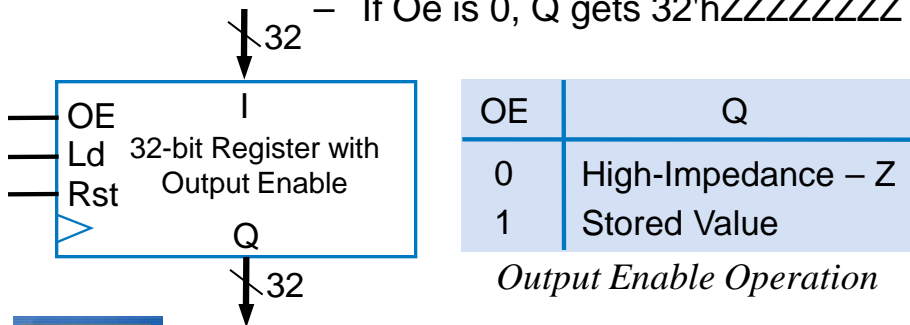 – If Oe is 0, Q gets 32'hZZZZZZZZ
32
I
OE
Ld
Rst
32-bit Register with
Output Enable
Q
32
OE Q
0 High-Impedance – Z
1 Stored Value
Output Enable Operation